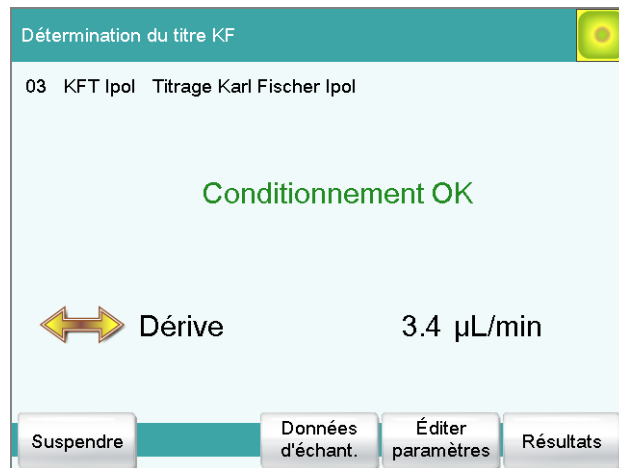 Détermination du titre KF
03 KFT Ipol Titrage Karl Fischer Ipol
Conditionnement OK
Dérive 3.4 µL/min
Suspendre
Données
d'échant.
Éditer
paramètres
Résultats